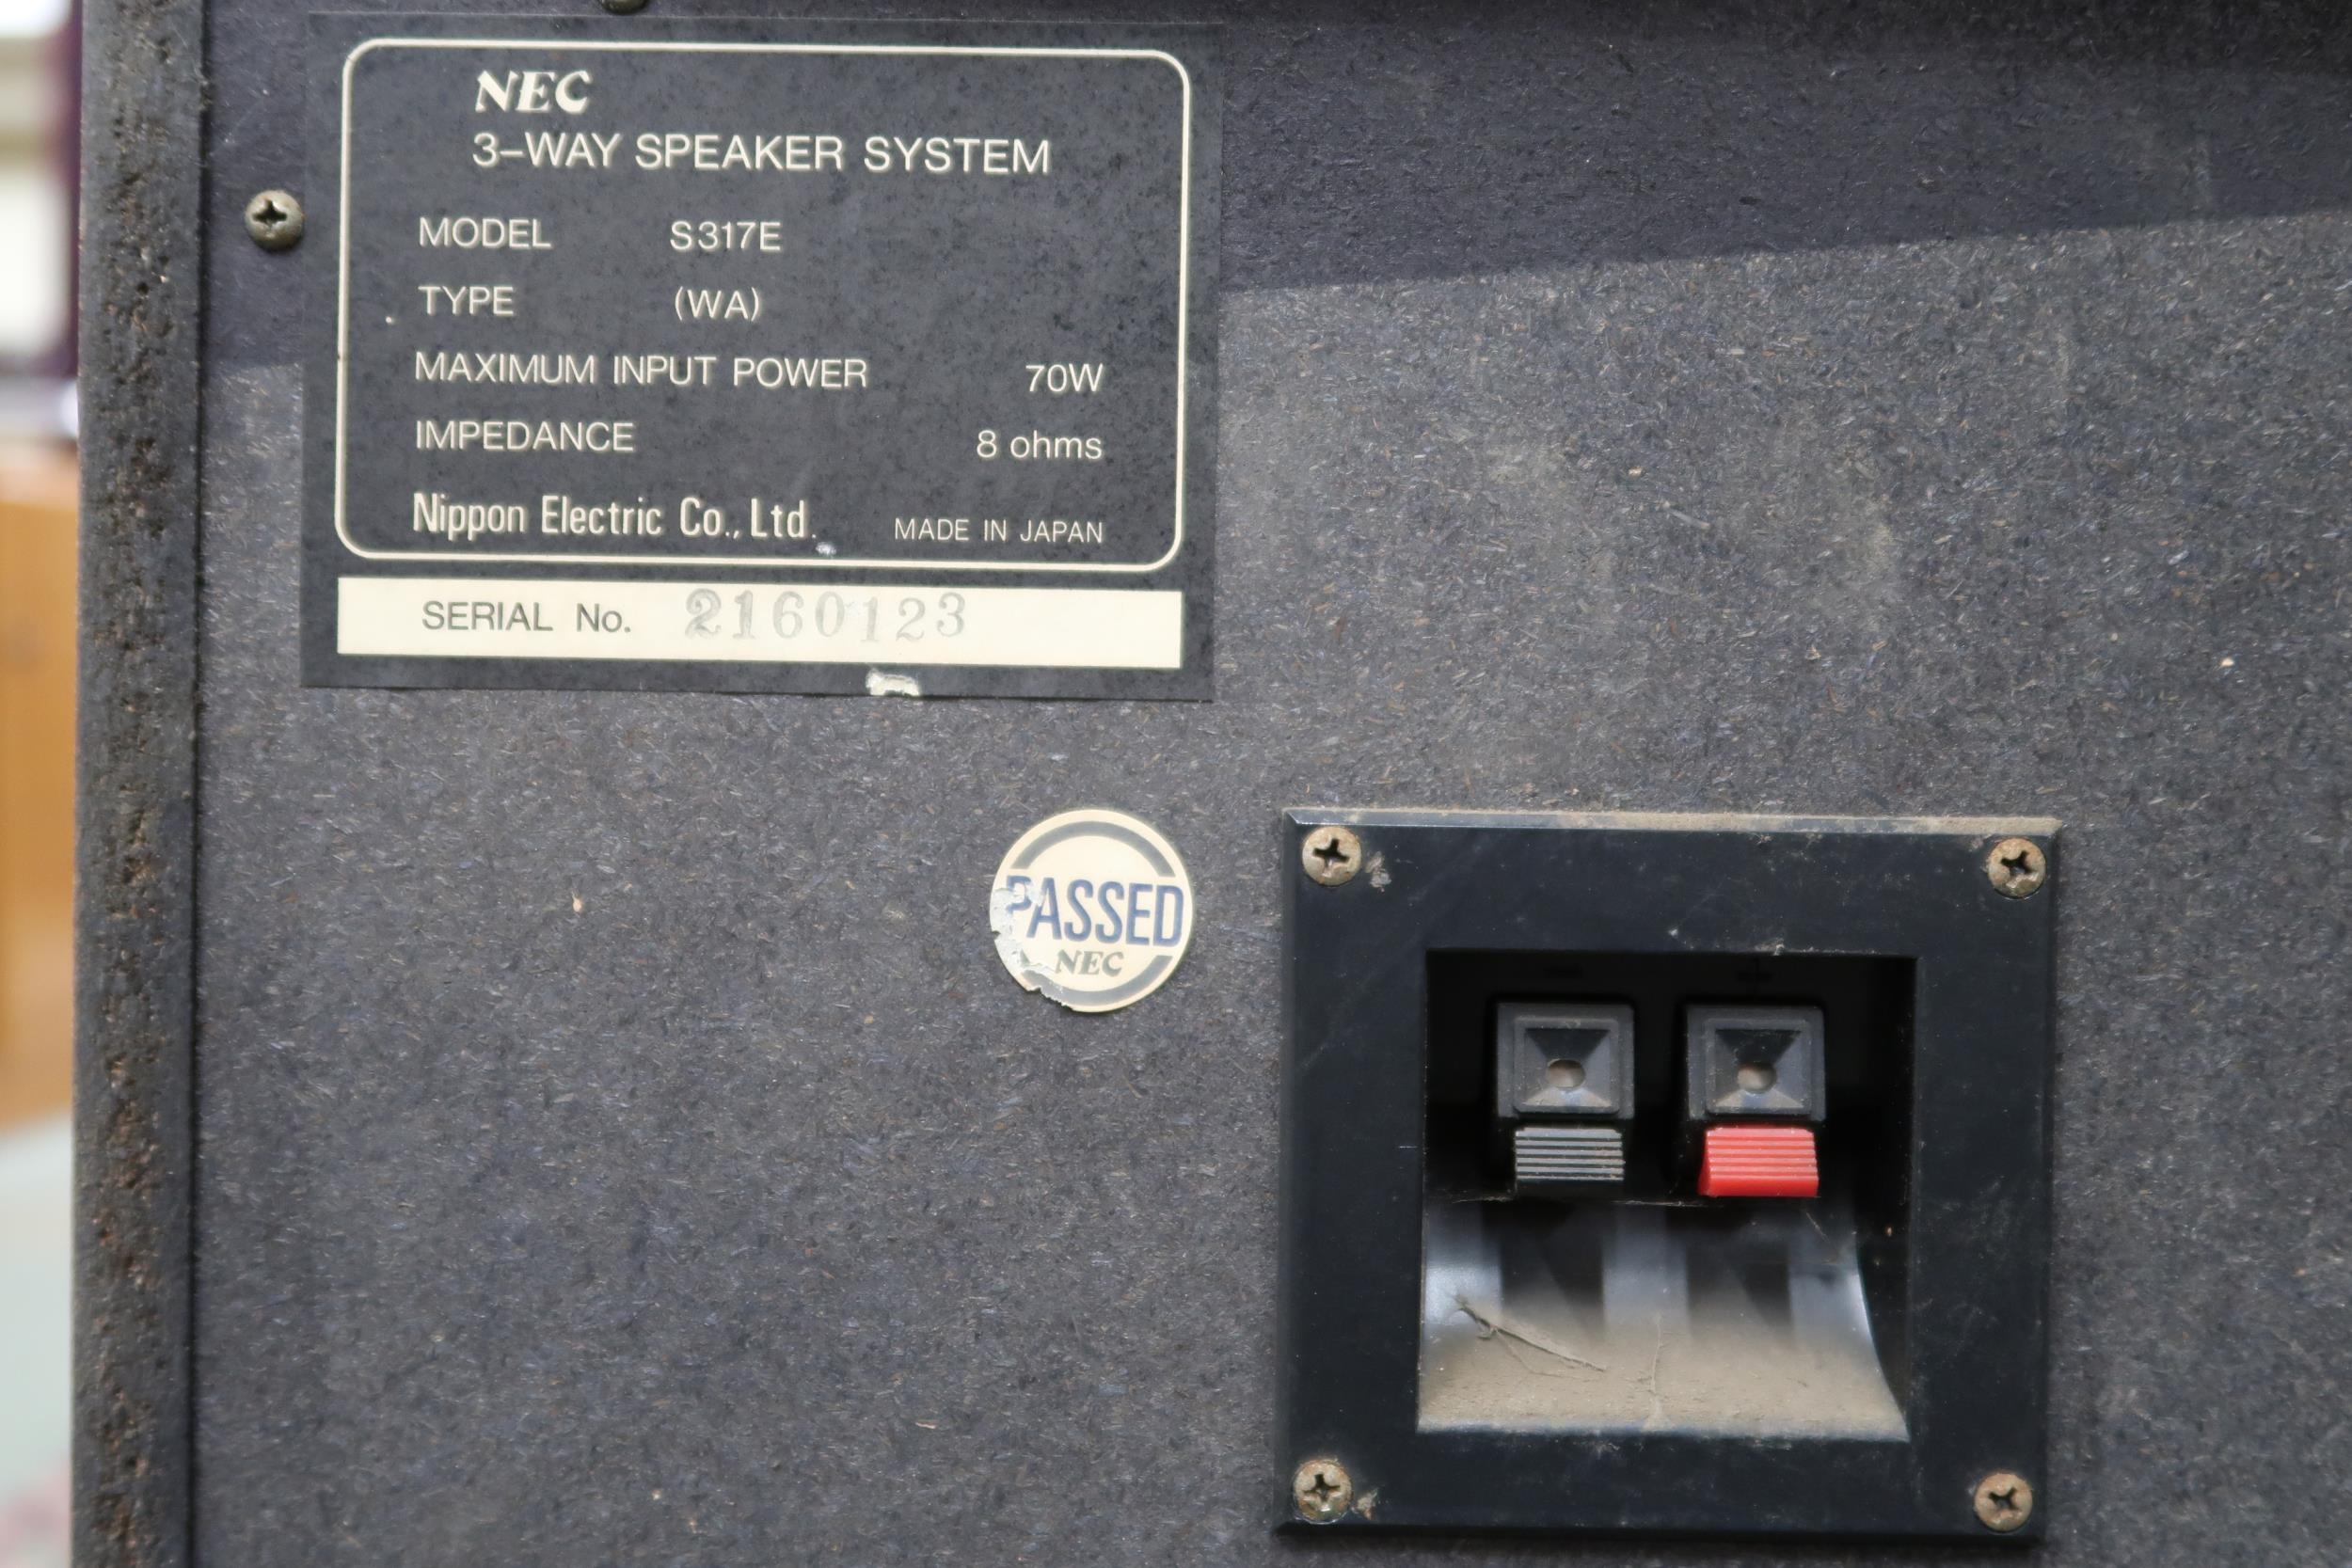 NEC
3-WAY SPEAKER SYSTEM
MODEL S317E
TYPE (WA)
MAXIMUM INPUT POWER 70W
IMPEDANCE 8 ohms
Nippon Electric Co., Ltd. MADE IN JAPAN
SERIAL No. 2160123
PASSED
NEC